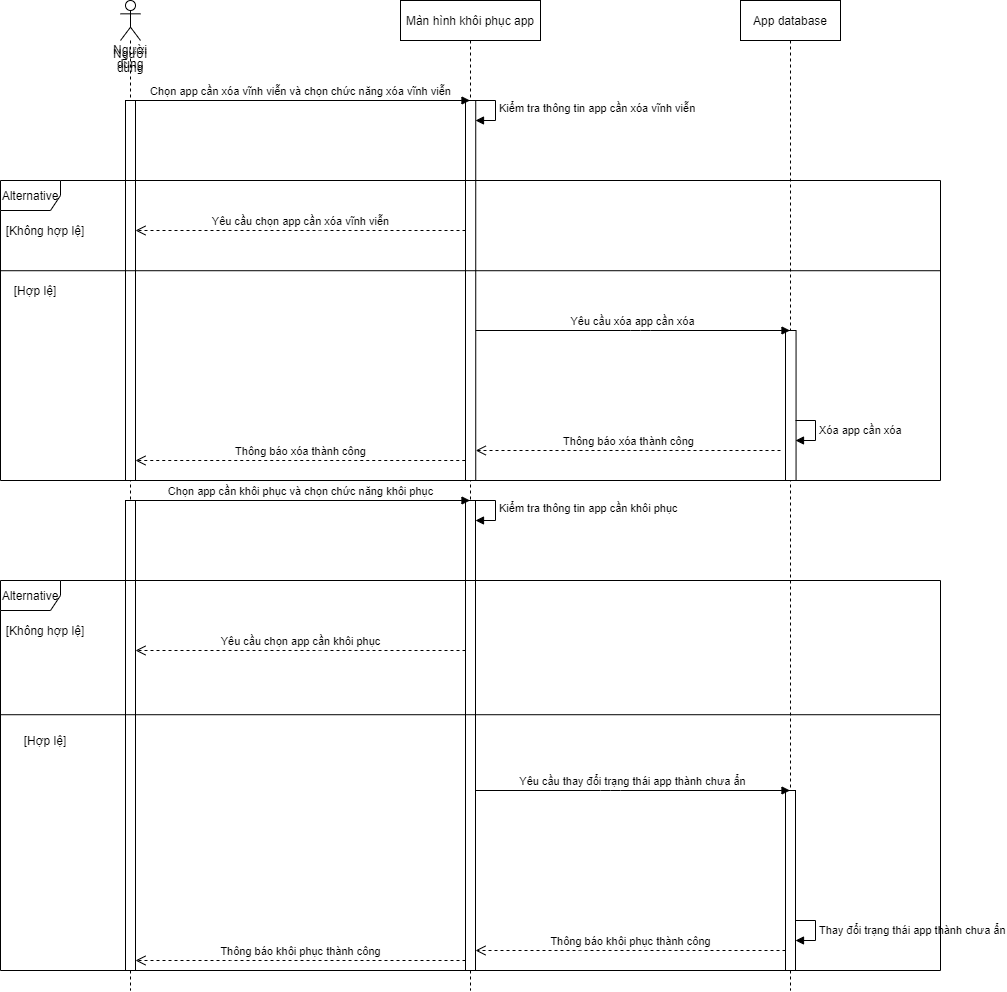 Màn hình khôi phục app
App database
Người
dùng
Người
dùng
Chọn app cần xóa vĩnh viễn và chọn chức năng xóa vĩnh viễn
Kiểm tra thông tin app cần xóa vĩnh viễn
Alternative
Yêu cầu chọn app cần xóa vĩnh viễn
[Không hợp lệ]
[Hợp lệ]
Yêu cầu xóa app cần xóa
Xóa app cần xóa
Thông báo xóa thành công
Thông báo xóa thành công
Chọn app cần khôi phục và chọn chức năng khôi phục
Kiểm tra thông tin app cần khôi phục
Alternative
[Không hợp lệ]
Yêu cầu chọn app cần khôi phục
[Hợp lệ]
Yêu cầu thay đổi trạng thái app thành chưa ẩn
Thay đổi trạng thái app thành chưa ẩn
Thông báo khôi phục thành công
Thông báo khôi phục thành công